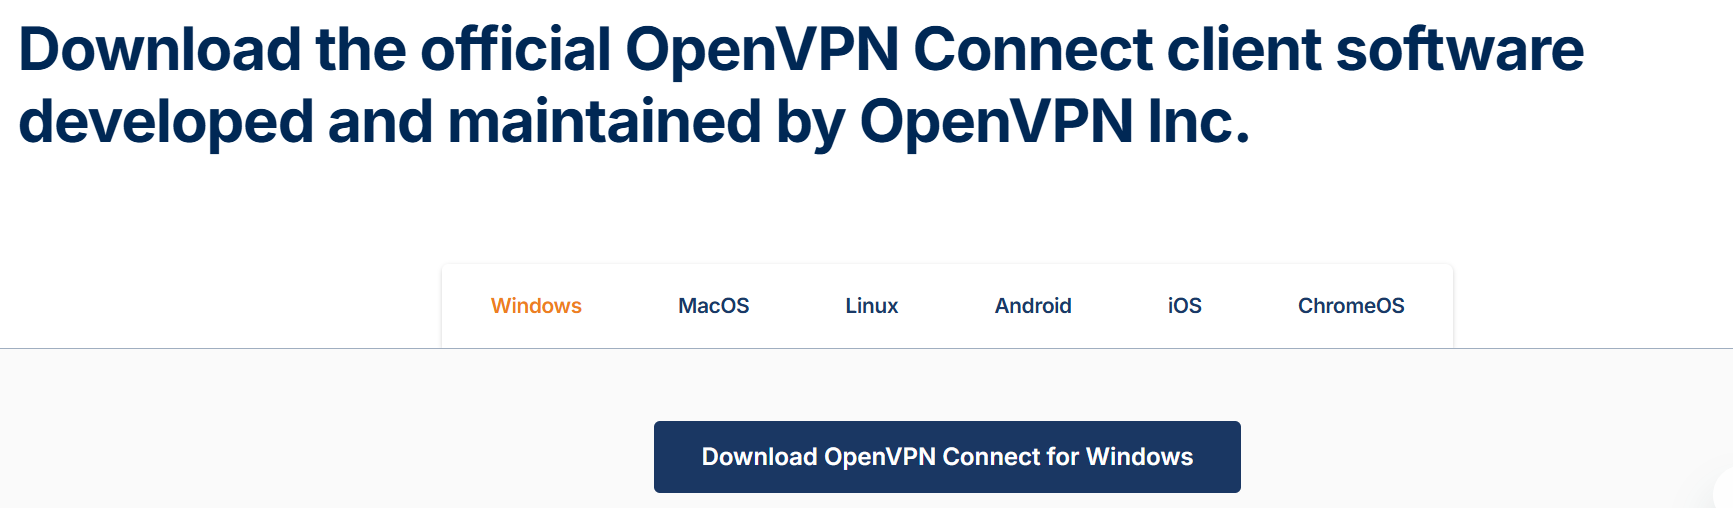 Download the official OpenVPN Connect client software
developed and maintained by OpenVPN Inc.
Windows MacOS Linux Android iOS ChromeOS
Download OpenVPN Connect for Windows